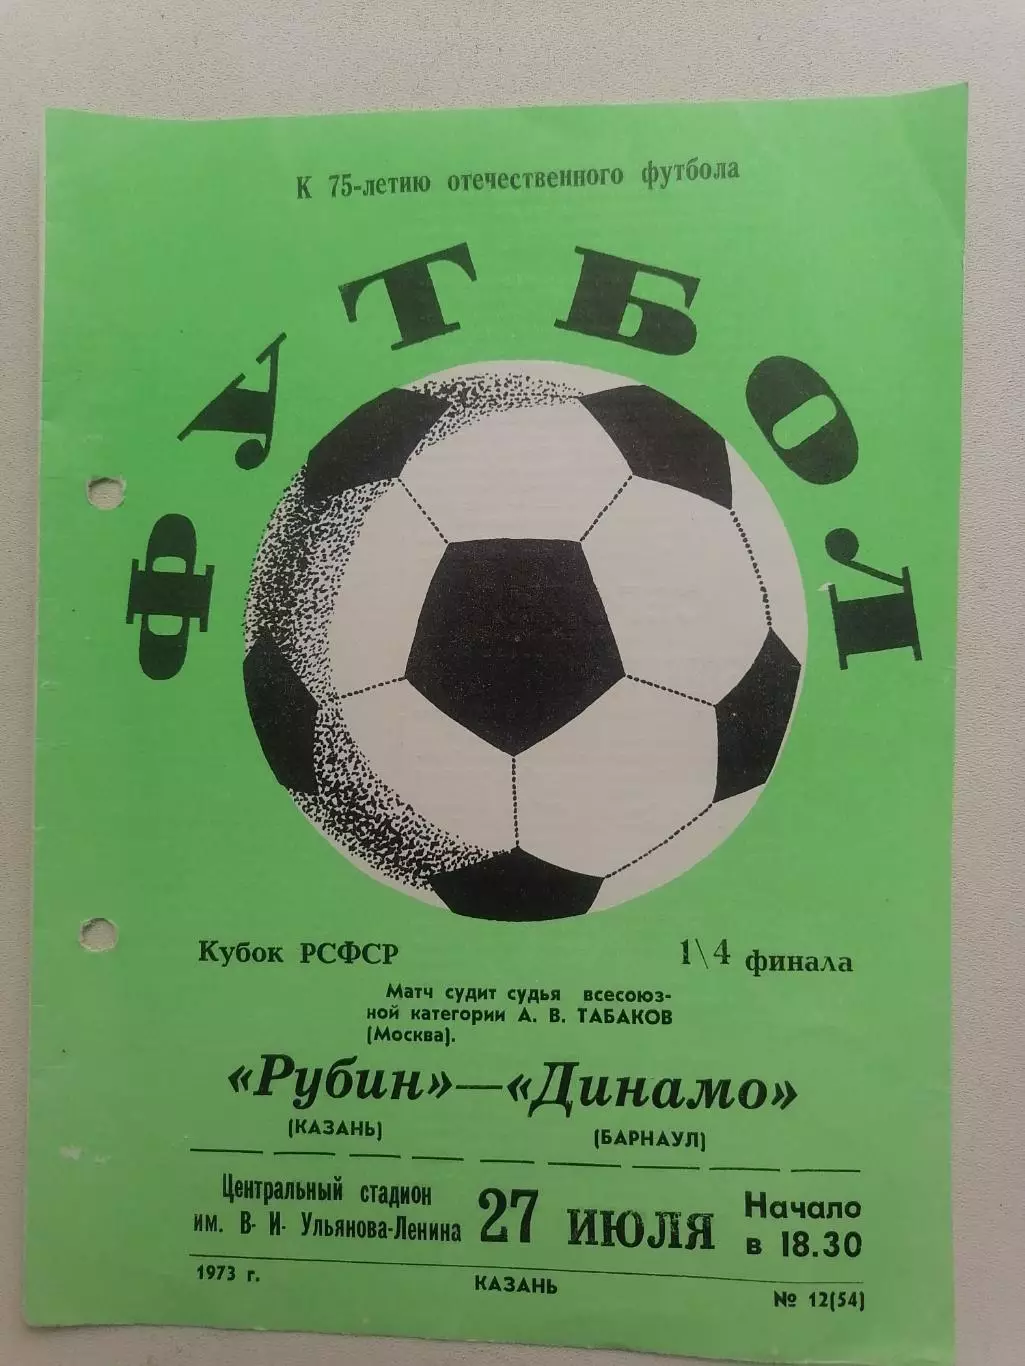 К 75-летию отечественного футбола
ФУТБОЛ
Кубок РСФСР 1\4 финала
Матч судит судья всесоюз-
ной категории А. В. ТАБАКОВ
(Москва).
«Рубин»—«Динамо»
(КАЗАНЬ) (БАРНАУЛ)
Центральный стадион
им. В- И- Ульянова-Ленина
27 июля
Начало
в 18.30
1973 г. КАЗАНЬ № 12(54)